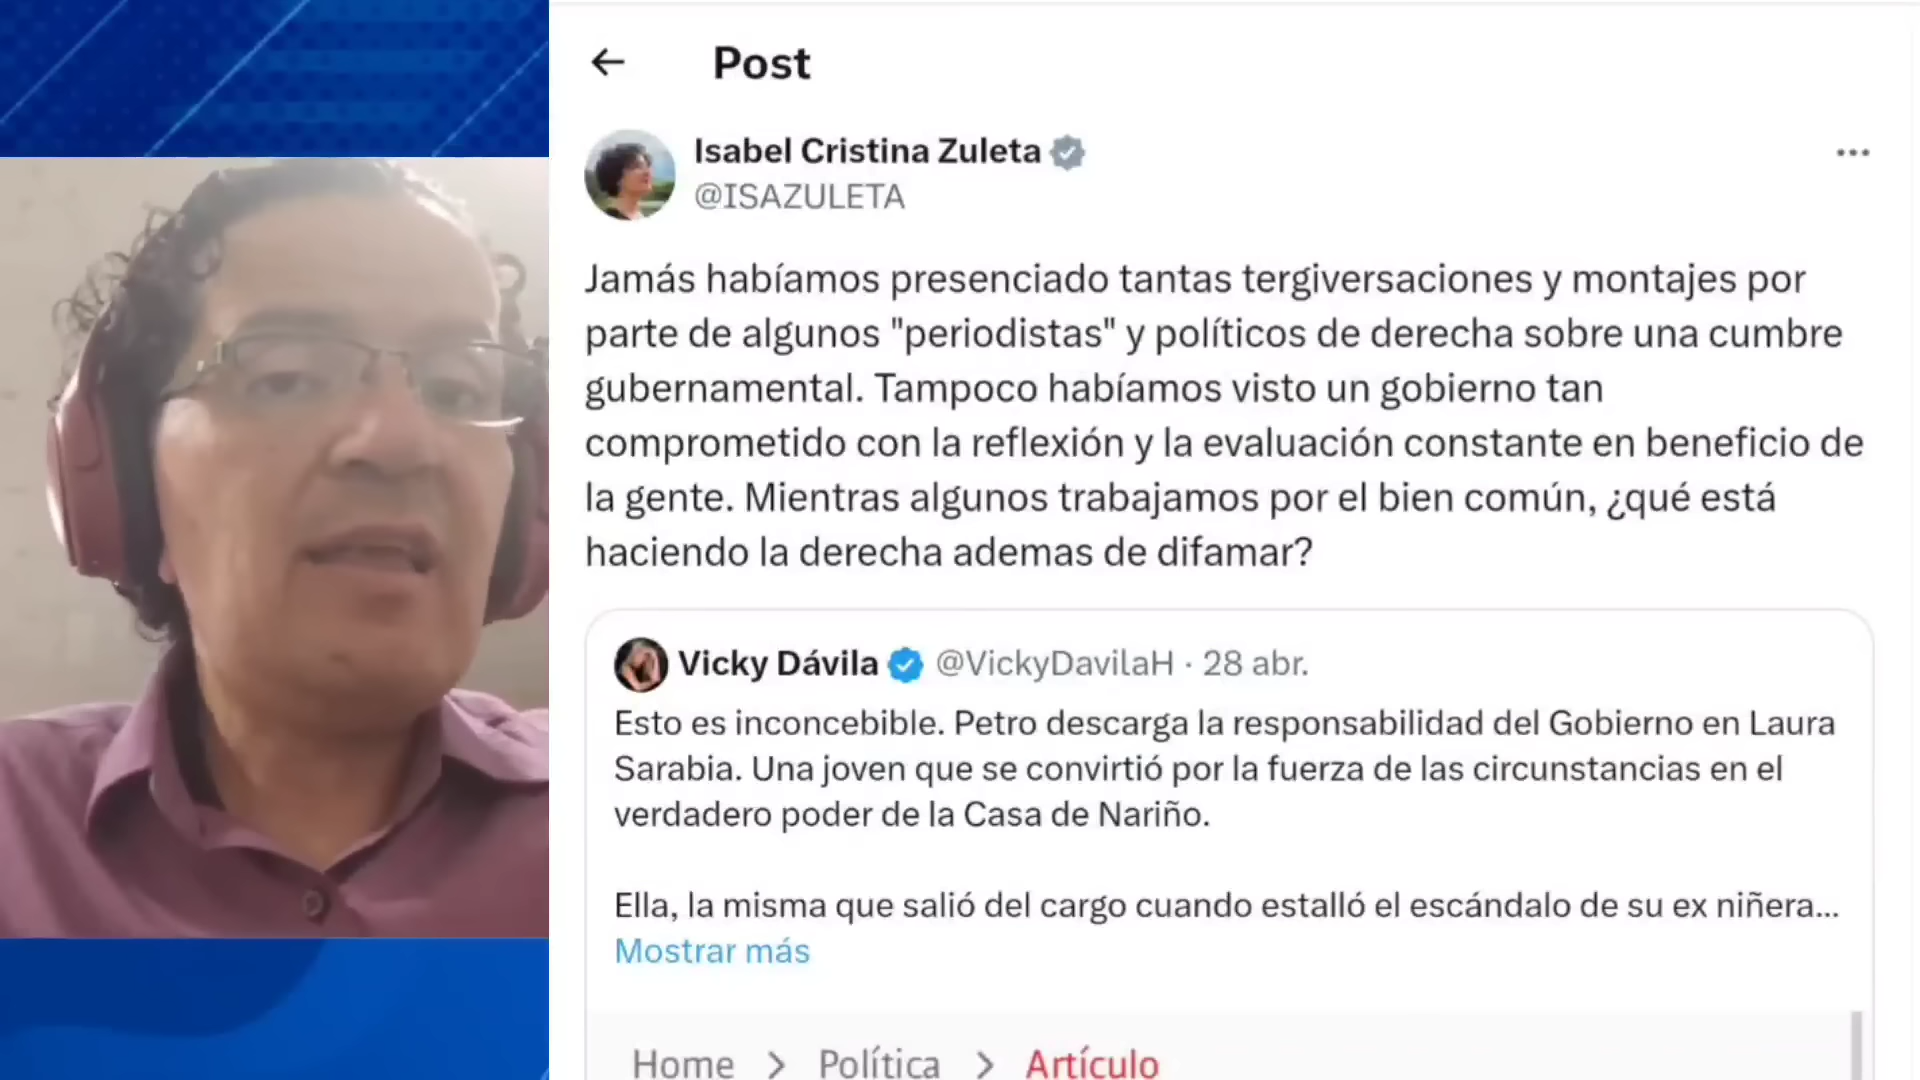 Post
Isabel Cristina Zuleta
@ISAZULETA
Jamás habíamos presenciado tantas tergiversaciones y montajes por
parte de algunos "periodistas" y políticos de derecha sobre una cumbre
gubernamental. Tampoco habíamos visto un gobierno tan
comprometido con la reflexión y la evaluación constante en beneficio de
la gente. Mientras algunos trabajamos por el bien común, ¿qué está
haciendo la derecha ademas de difamar?
Vicky Dávila @VickyDavilaH · 28 abr.
Esto es inconcebible. Petro descarga la responsabilidad del Gobierno en Laura
Sarabia. Una joven que se convirtió por la fuerza de las circunstancias en el
verdadero poder de la Casa de Nariño.
Ella, la misma que salió del cargo cuando estalló el escándalo de su ex niñera...
Mostrar más
Home > Política > Artículo